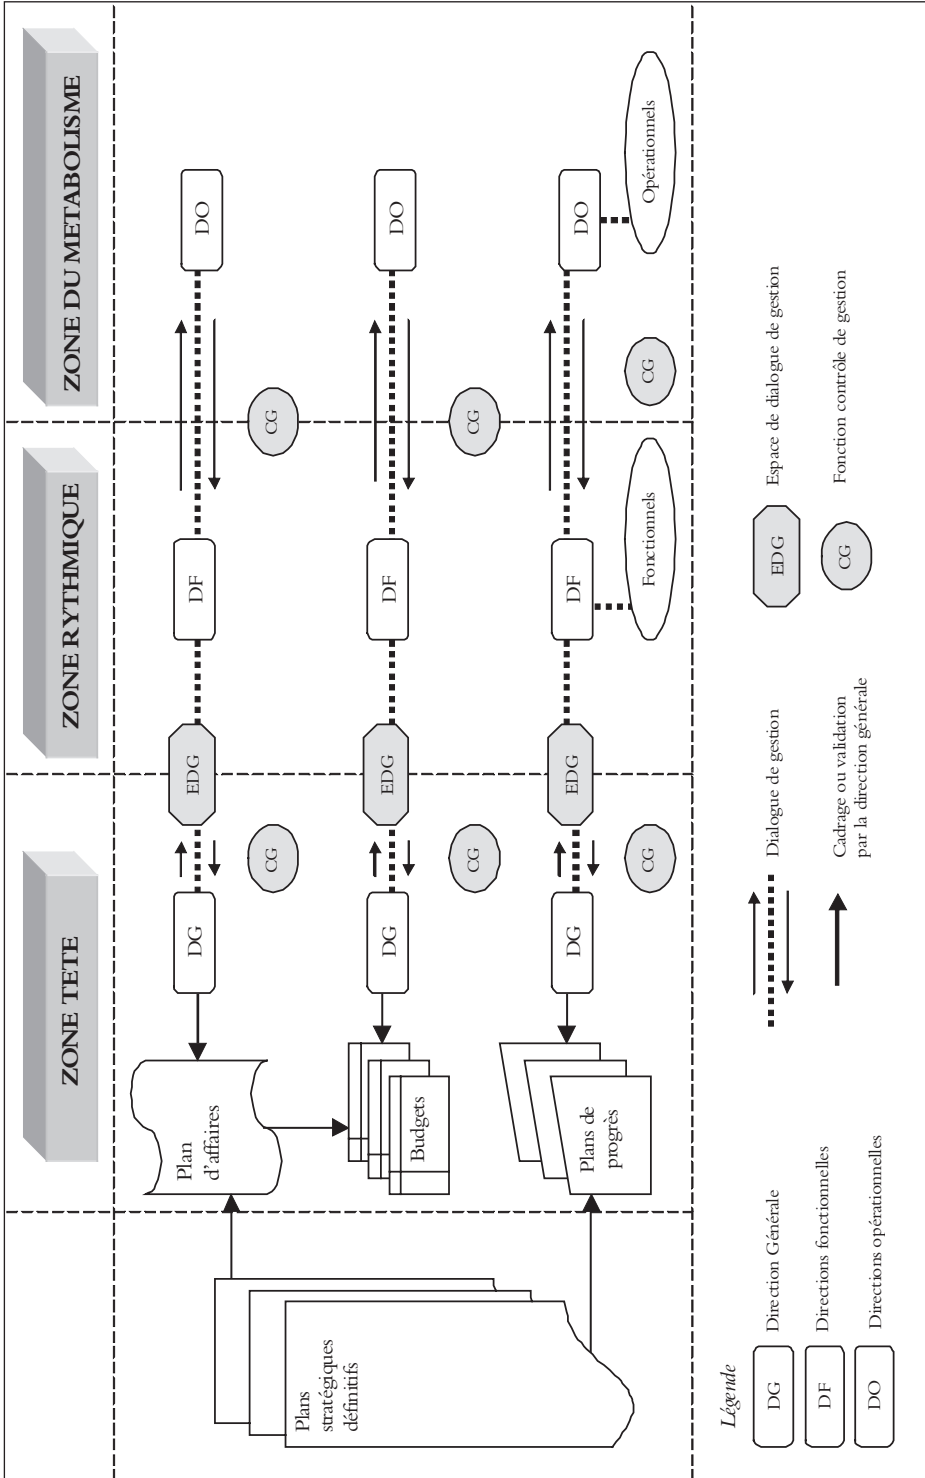 ZONE TETE
ZONE RYTHMIQUE
ZONE DU METABOLISME
Plans
stratégiques
définitifs
Plan
d'affaires
DG
EDG
DF
DO
CG
CG
Budgets
DG
EDG
DF
DO
CG
CG
Plans de
progrès
DG
EDG
DF
DO
CG
Fonctionnels
CG
Opérationnels
Légende
DG
Direction Générale
DF
Directions fonctionnelles
DO
Directions opérationnelles
Dialogue de gestion
Cadrage ou validation
par la direction générale
EDG
Espace de dialogue de gestion
CG
Fonction contrôle de gestion